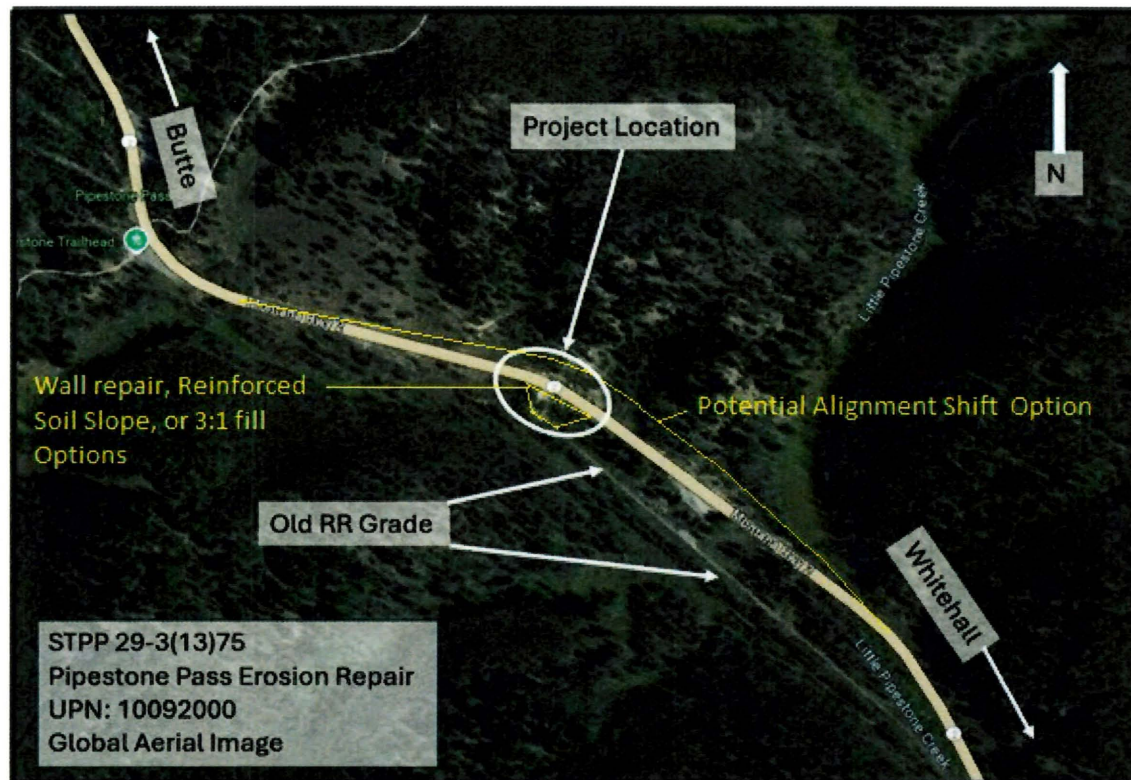 Butte
Project Location
N
Pipestone Pass
stone Trailhead
Little Pipestone Creek
Wall repair, Reinforced
Soil Slope, or 3:1 fill
Options
Potential Alignment Shift Option
Old RR Grade
Whitehall
Little Pipestone Creek
STPP 29-3(13)75
Pipestone Pass Erosion Repair
UPN: 10092000
Global Aerial Image